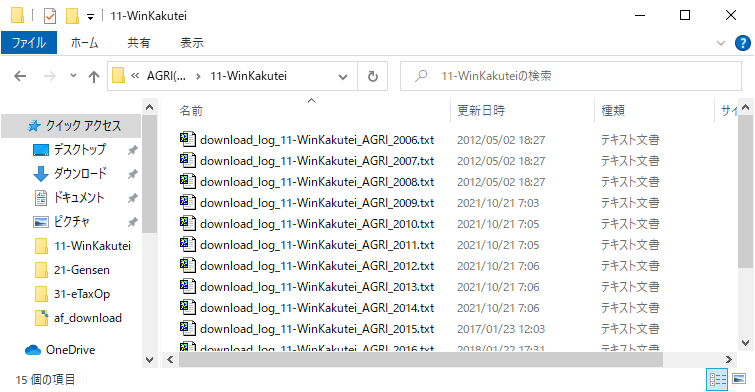 11-WinKakutei
ファイル ホーム 共有 表示
AGRI(... 11-WinKakutei 11-WinKakuteiの検索
名前 更新日時 種類 サイ
クイック アクセス
デスクトップ
ダウンロード
ドキュメント
ピクチャ
11-WinKakutei
21-Gensen
31-eTaxOp
af_download
OneDrive
download_log_11-WinKakutei_AGRI_2006.txt 2012/05/02 18:27 テキスト文書
download_log_11-WinKakutei_AGRI_2007.txt 2012/05/02 18:27 テキスト文書
download_log_11-WinKakutei_AGRI_2008.txt 2012/05/02 18:27 テキスト文書
download_log_11-WinKakutei_AGRI_2009.txt 2021/10/21 7:03 テキスト文書
download_log_11-WinKakutei_AGRI_2010.txt 2021/10/21 7:05 テキスト文書
download_log_11-WinKakutei_AGRI_2011.txt 2021/10/21 7:05 テキスト文書
download_log_11-WinKakutei_AGRI_2012.txt 2021/10/21 7:06 テキスト文書
download_log_11-WinKakutei_AGRI_2013.txt 2021/10/21 7:06 テキスト文書
download_log_11-WinKakutei_AGRI_2014.txt 2021/10/21 7:06 テキスト文書
download_log_11-WinKakutei_AGRI_2015.txt 2017/01/23 12:03 テキスト文書
download_log_11-WinKakutei_AGRI_2016.txt 2018/01/22 17:31 テキスト文書
15 個の項目